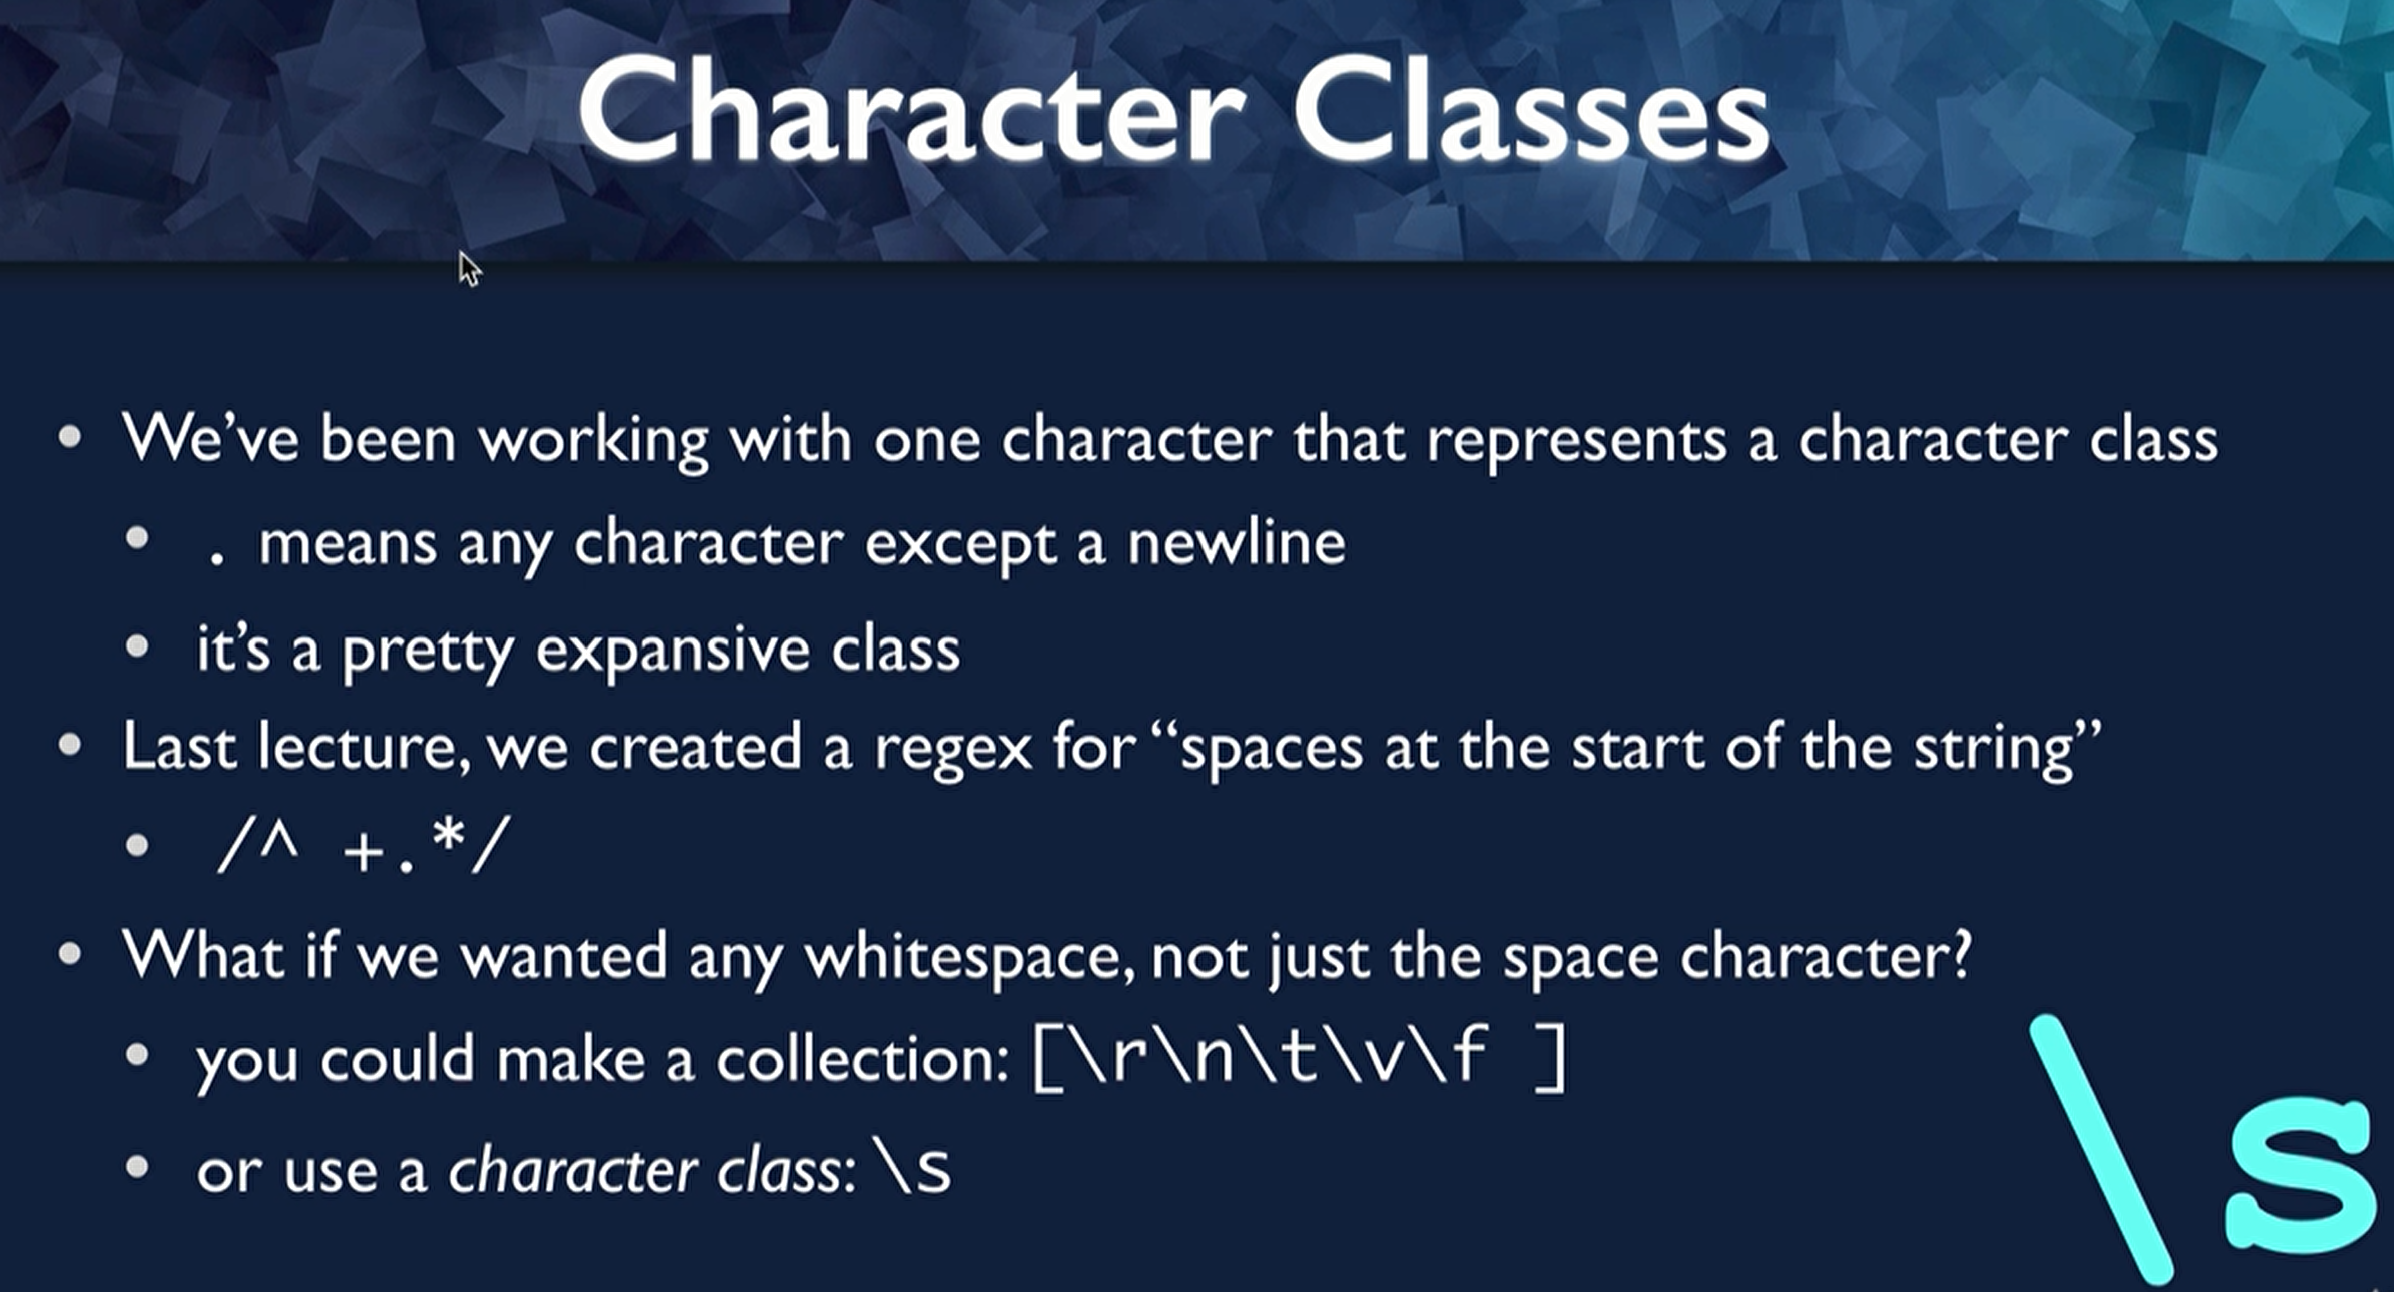 Character Classes
• We’ve been working with one character that represents a character class
• . means any character except a newline
• it’s a pretty expansive class
• Last lecture, we created a regex for “spaces at the start of the string”
• /^ +.*/
• What if we wanted any whitespace, not just the space character?
• you could make a collection: [\r\n\t\v\f ]
• or use a character class: \s
\s